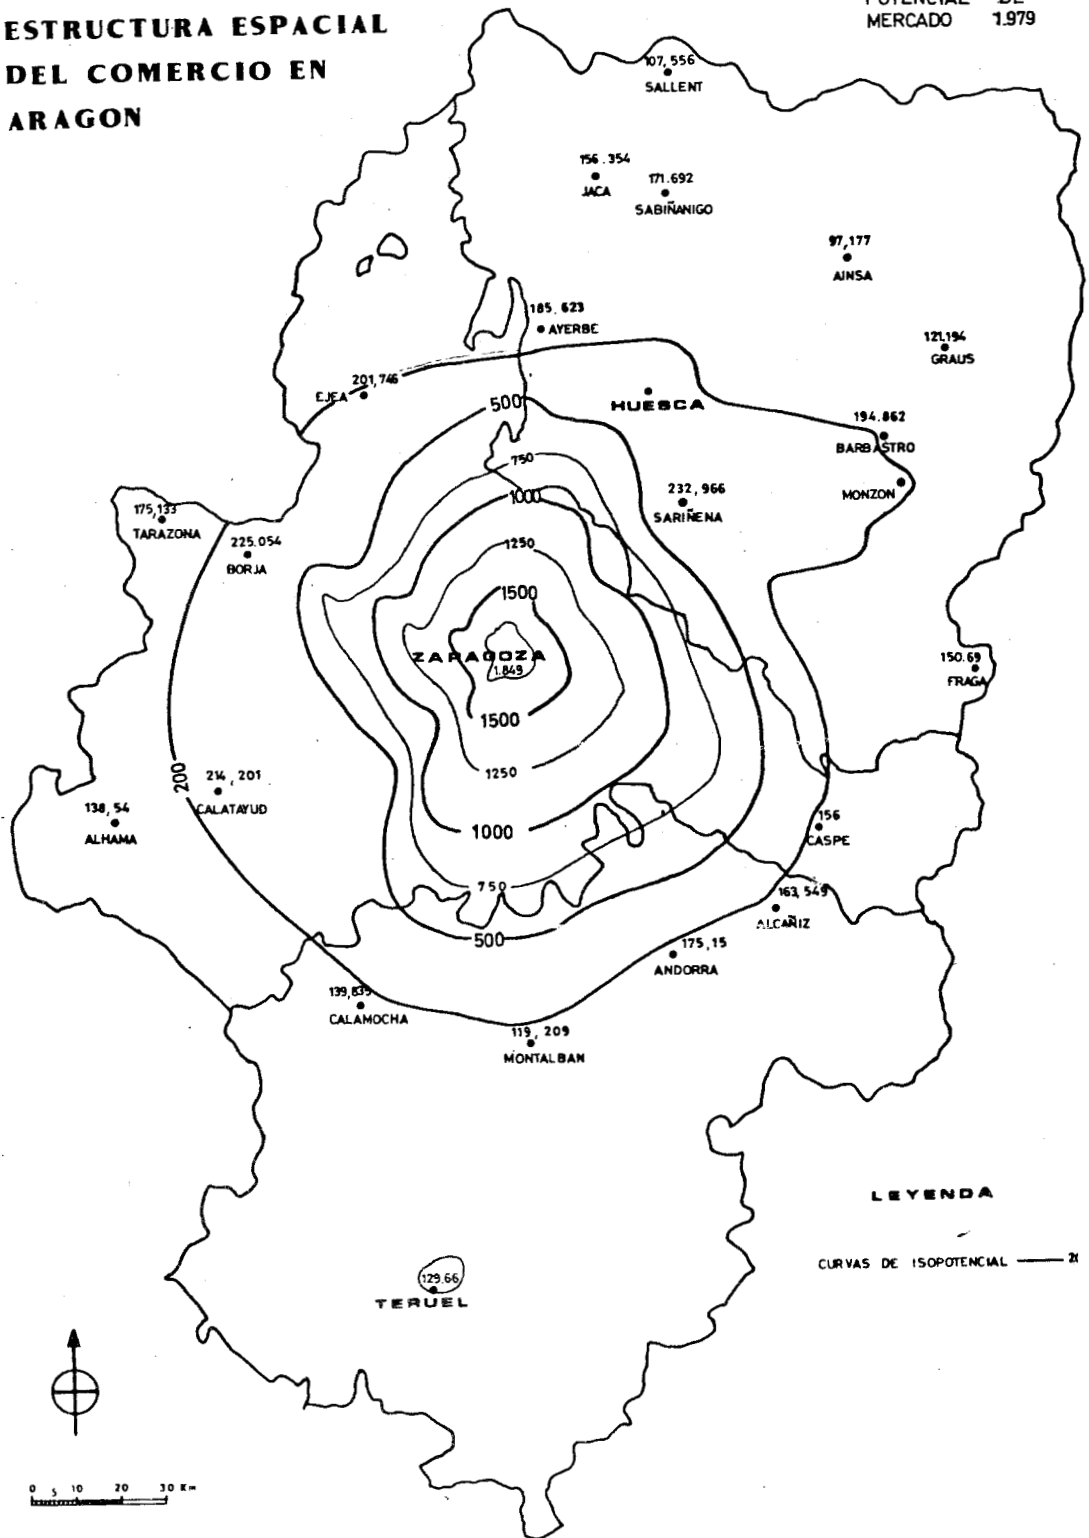 ESTRUCTURA ESPACIAL
DEL COMERCIO EN
ARAGON
POTENCIAL DE
MERCADO 1.979
107,556
SALLENT
156.354
JACA
171.692
SABIÑANIGO
97,177
AINSA
185,623
AYERBE
121.194
GRAUS
201,746
EJEA
500
HUESCA
194.862
BARBASTRO
750
MONZON
1000
232,966
SARIÑENA
175,133
TARAZONA
225.054
BORJA
1250
1500
ZARAGOZA
1.849
150.69
FRAGA
1500
200
214,201
CALATAYUD
1250
138,54
ALHAMA
156
CASPE
1000
750
163,549
ALCAÑIZ
500
175,15
ANDORRA
139,835
CALAMOCHA
119,209
MONTALBAN
LEYENDA
CURVAS DE ISOPOTENCIAL
129.66
TERUEL
0 5 10 20 30 Km